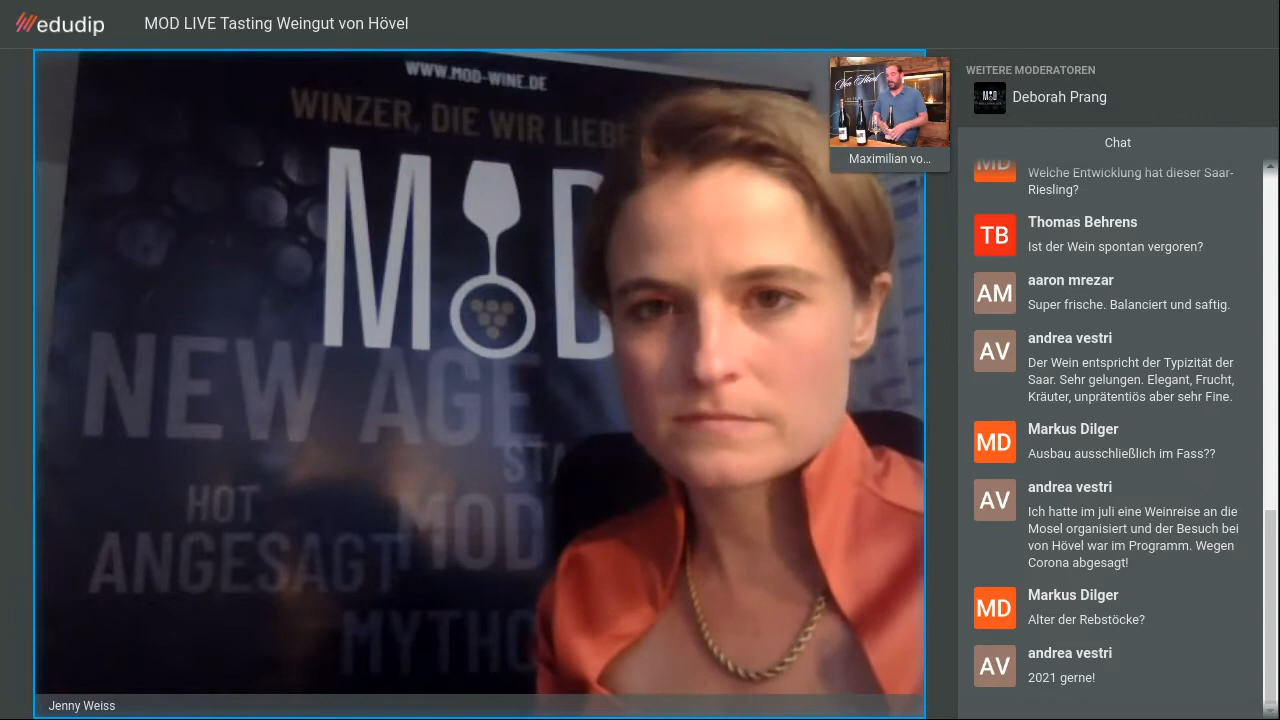 edudip
MOD LIVE Tasting Weingut von Hövel
WWW.MOD-WINE.DE
WINZER, DIE WIR LIEBE
MOD
NEW AGE
STA
HOT
MOD
ANGESAGT
MYTHO
Jenny Weiss
Maximilian vo...
WEITERE MODERATOREN
MOD
Deborah Prang
Chat
MD
Welche Entwicklung hat dieser Saar-
Riesling?
TB
Thomas Behrens
Ist der Wein spontan vergoren?
AM
aaron mrezar
Super frische. Balanciert und saftig.
AV
andrea vestri
Der Wein entspricht der Typizität der
Saar. Sehr gelungen. Elegant, Frucht,
Kräuter, unprätentiös aber sehr Fine.
MD
Markus Dilger
Ausbau ausschließlich im Fass??
AV
andrea vestri
Ich hatte im juli eine Weinreise an die
Mosel organisiert und der Besuch bei
von Hövel war im Programm. Wegen
Corona abgesagt!
MD
Markus Dilger
Alter der Rebstöcke?
AV
andrea vestri
2021 gerne!